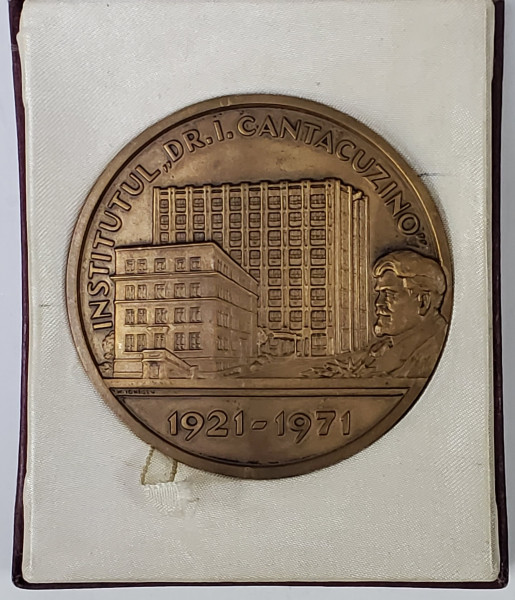 INSTITUTUL „DR. I. CANTACUZINO”
1921-1971